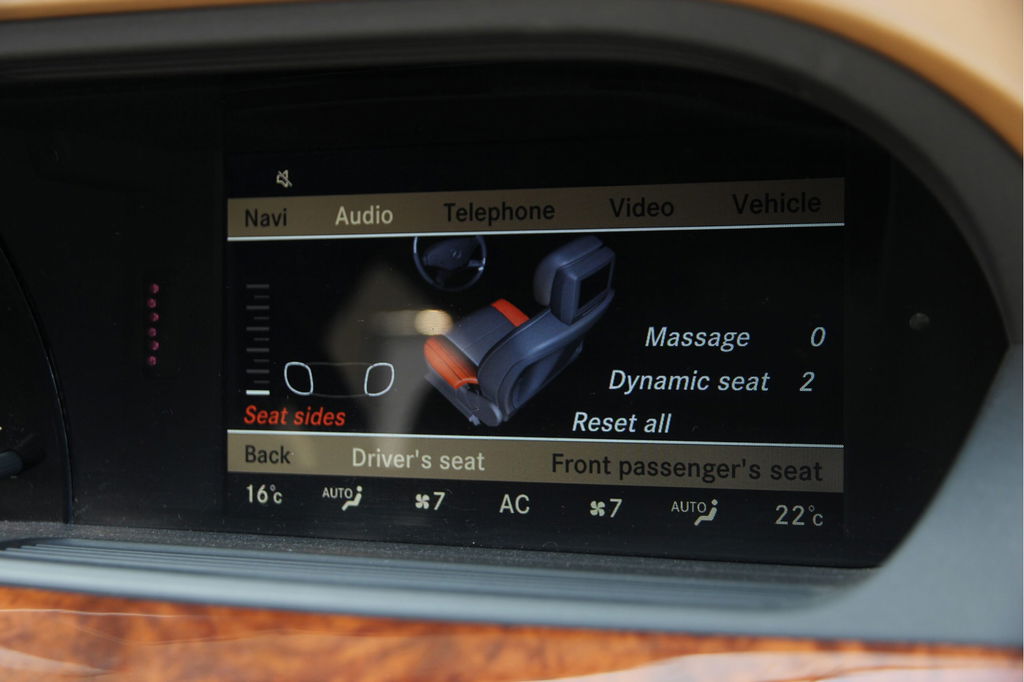 Navi Audio Telephone Video Vehicle
Massage 0
Dynamic seat 2
Seat sides Reset all
Back Driver's seat Front passenger's seat
16°c AUTO 7 AC 7 AUTO 22°c